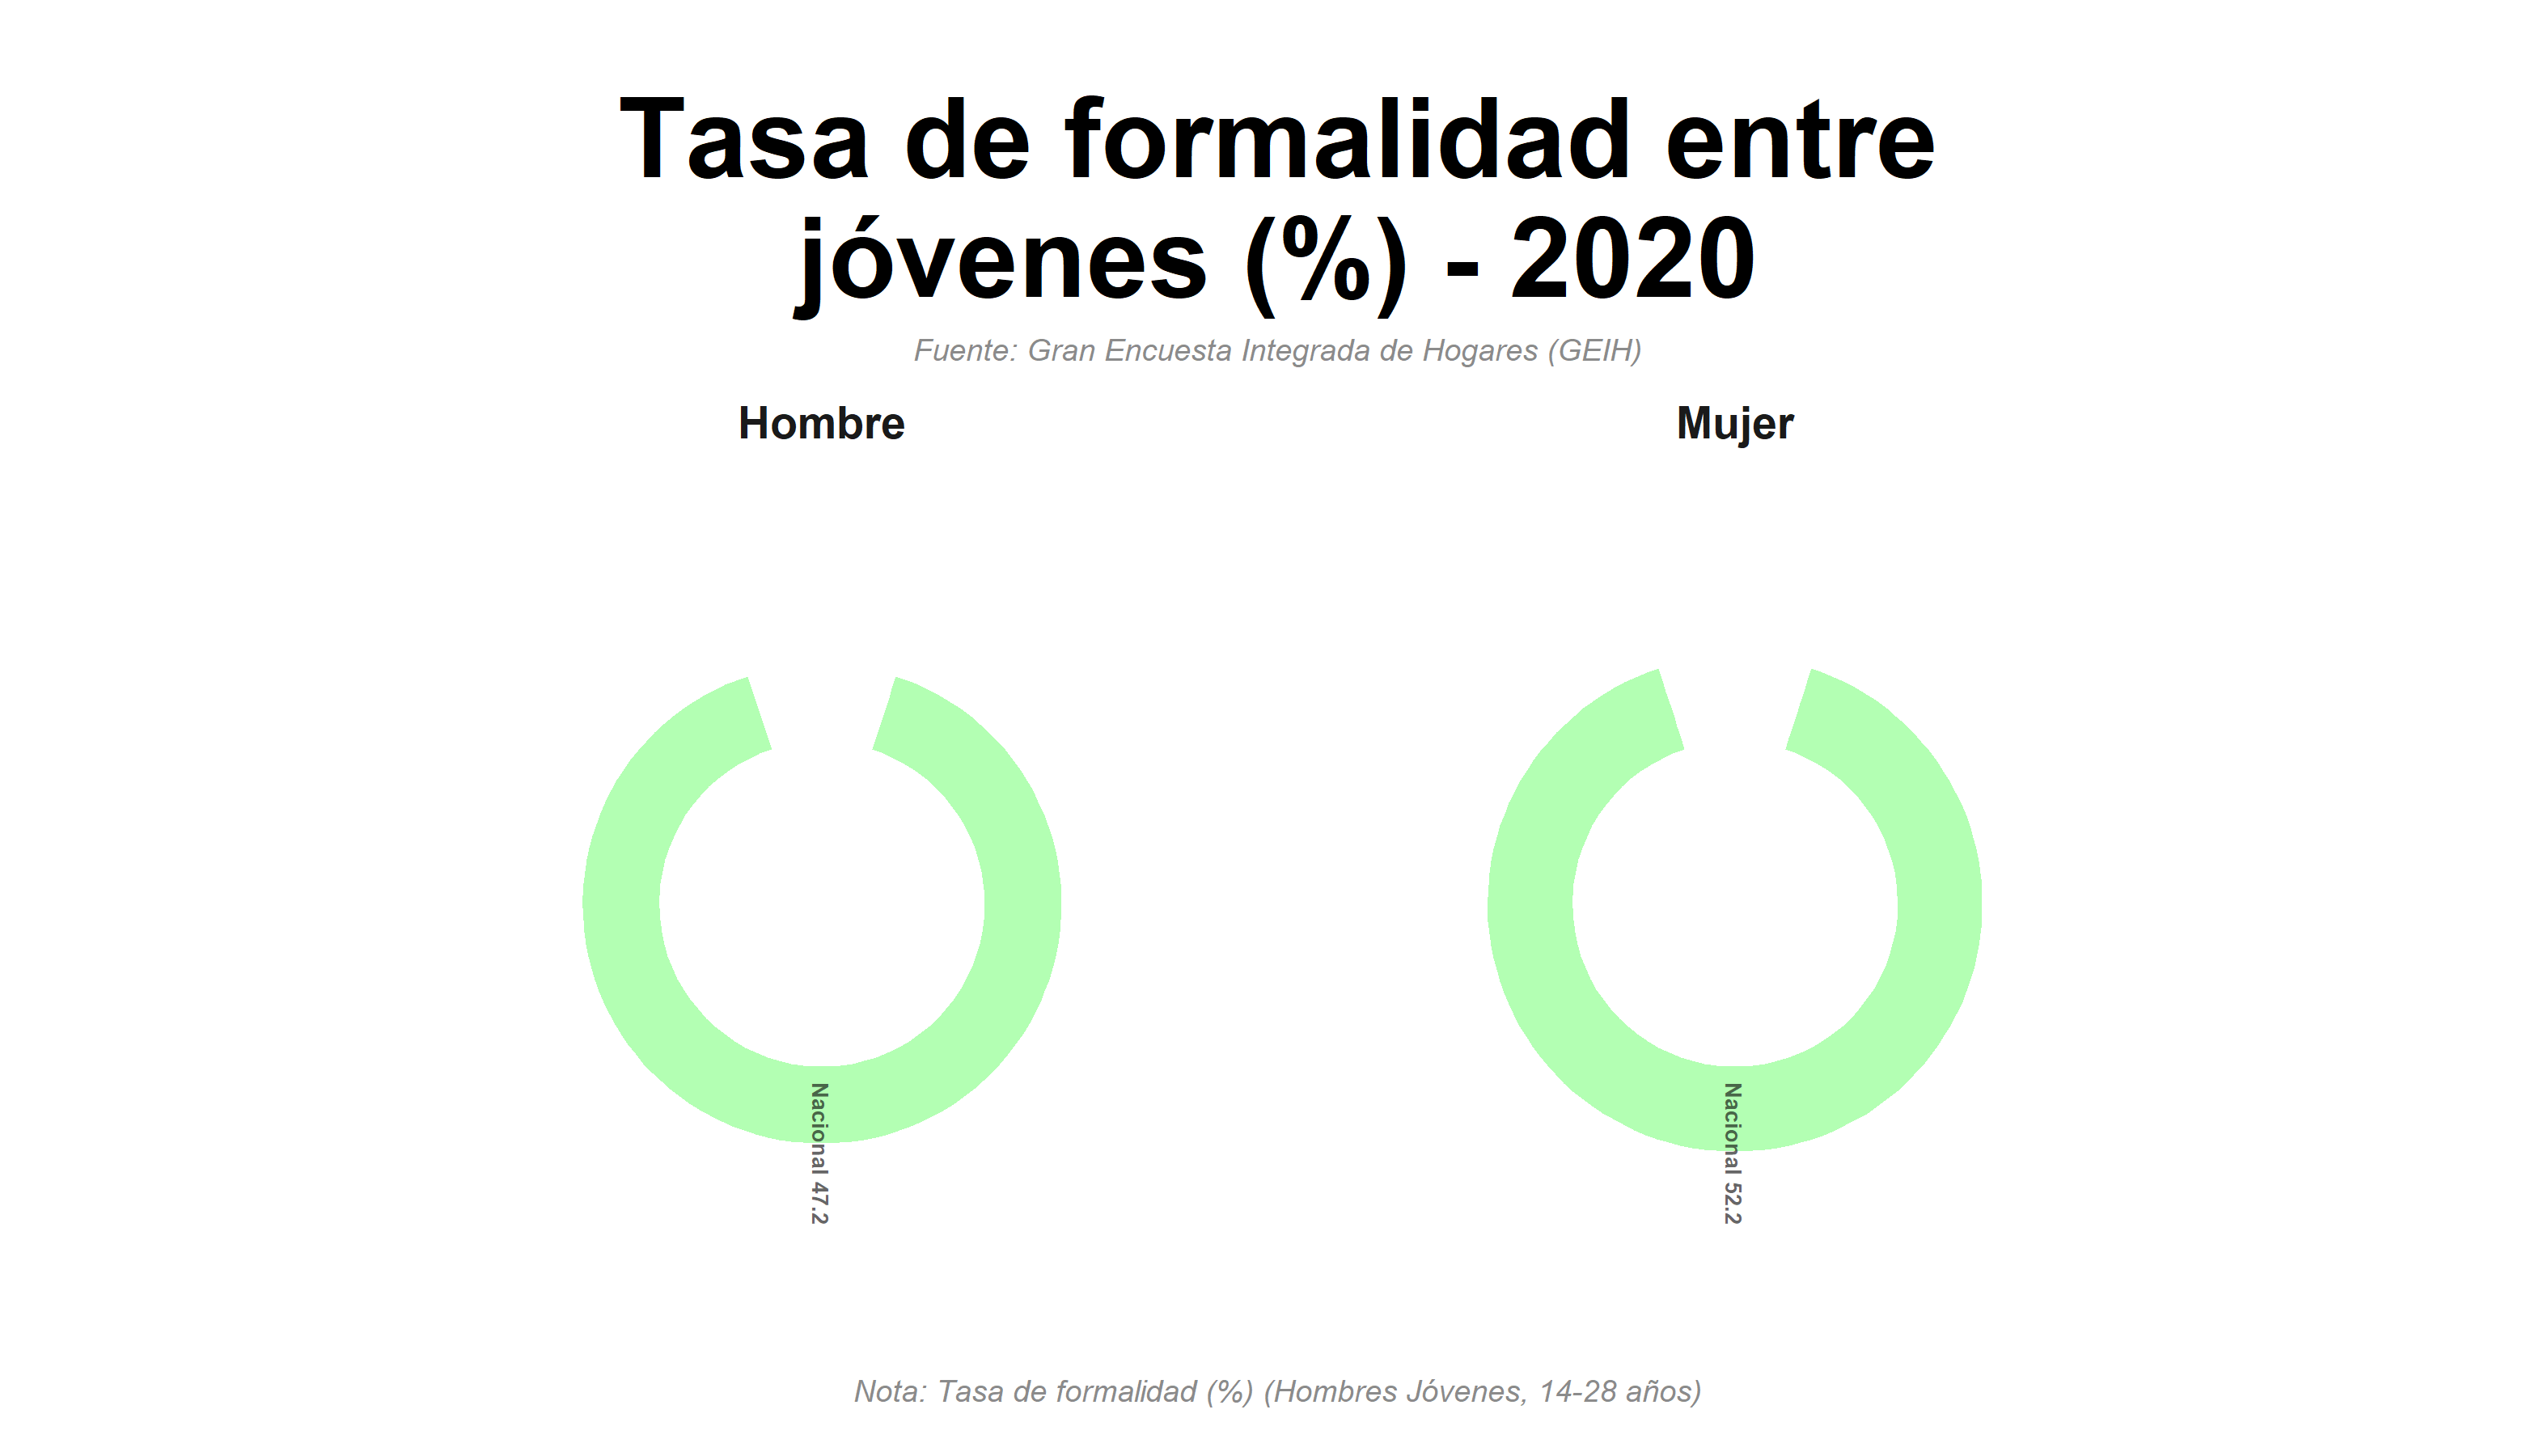 Tasa de formalidad entre
jóvenes (%) - 2020
Fuente: Gran Encuesta Integrada de Hogares (GEIH)
Hombre
Mujer
Nacional 47.2
Nacional 52.2
Nota: Tasa de formalidad (%) (Hombres Jóvenes, 14-28 años)